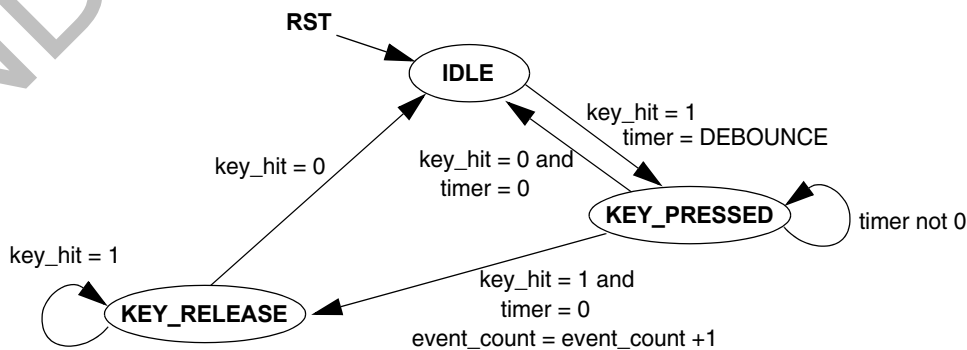 RST
IDLE
key_hit = 1
timer = DEBOUNCE
key_hit = 0
key_hit = 0 and
timer = 0
KEY_PRESSED
timer not 0
key_hit = 1
KEY_RELEASE
key_hit = 1 and
timer = 0
event_count = event_count +1